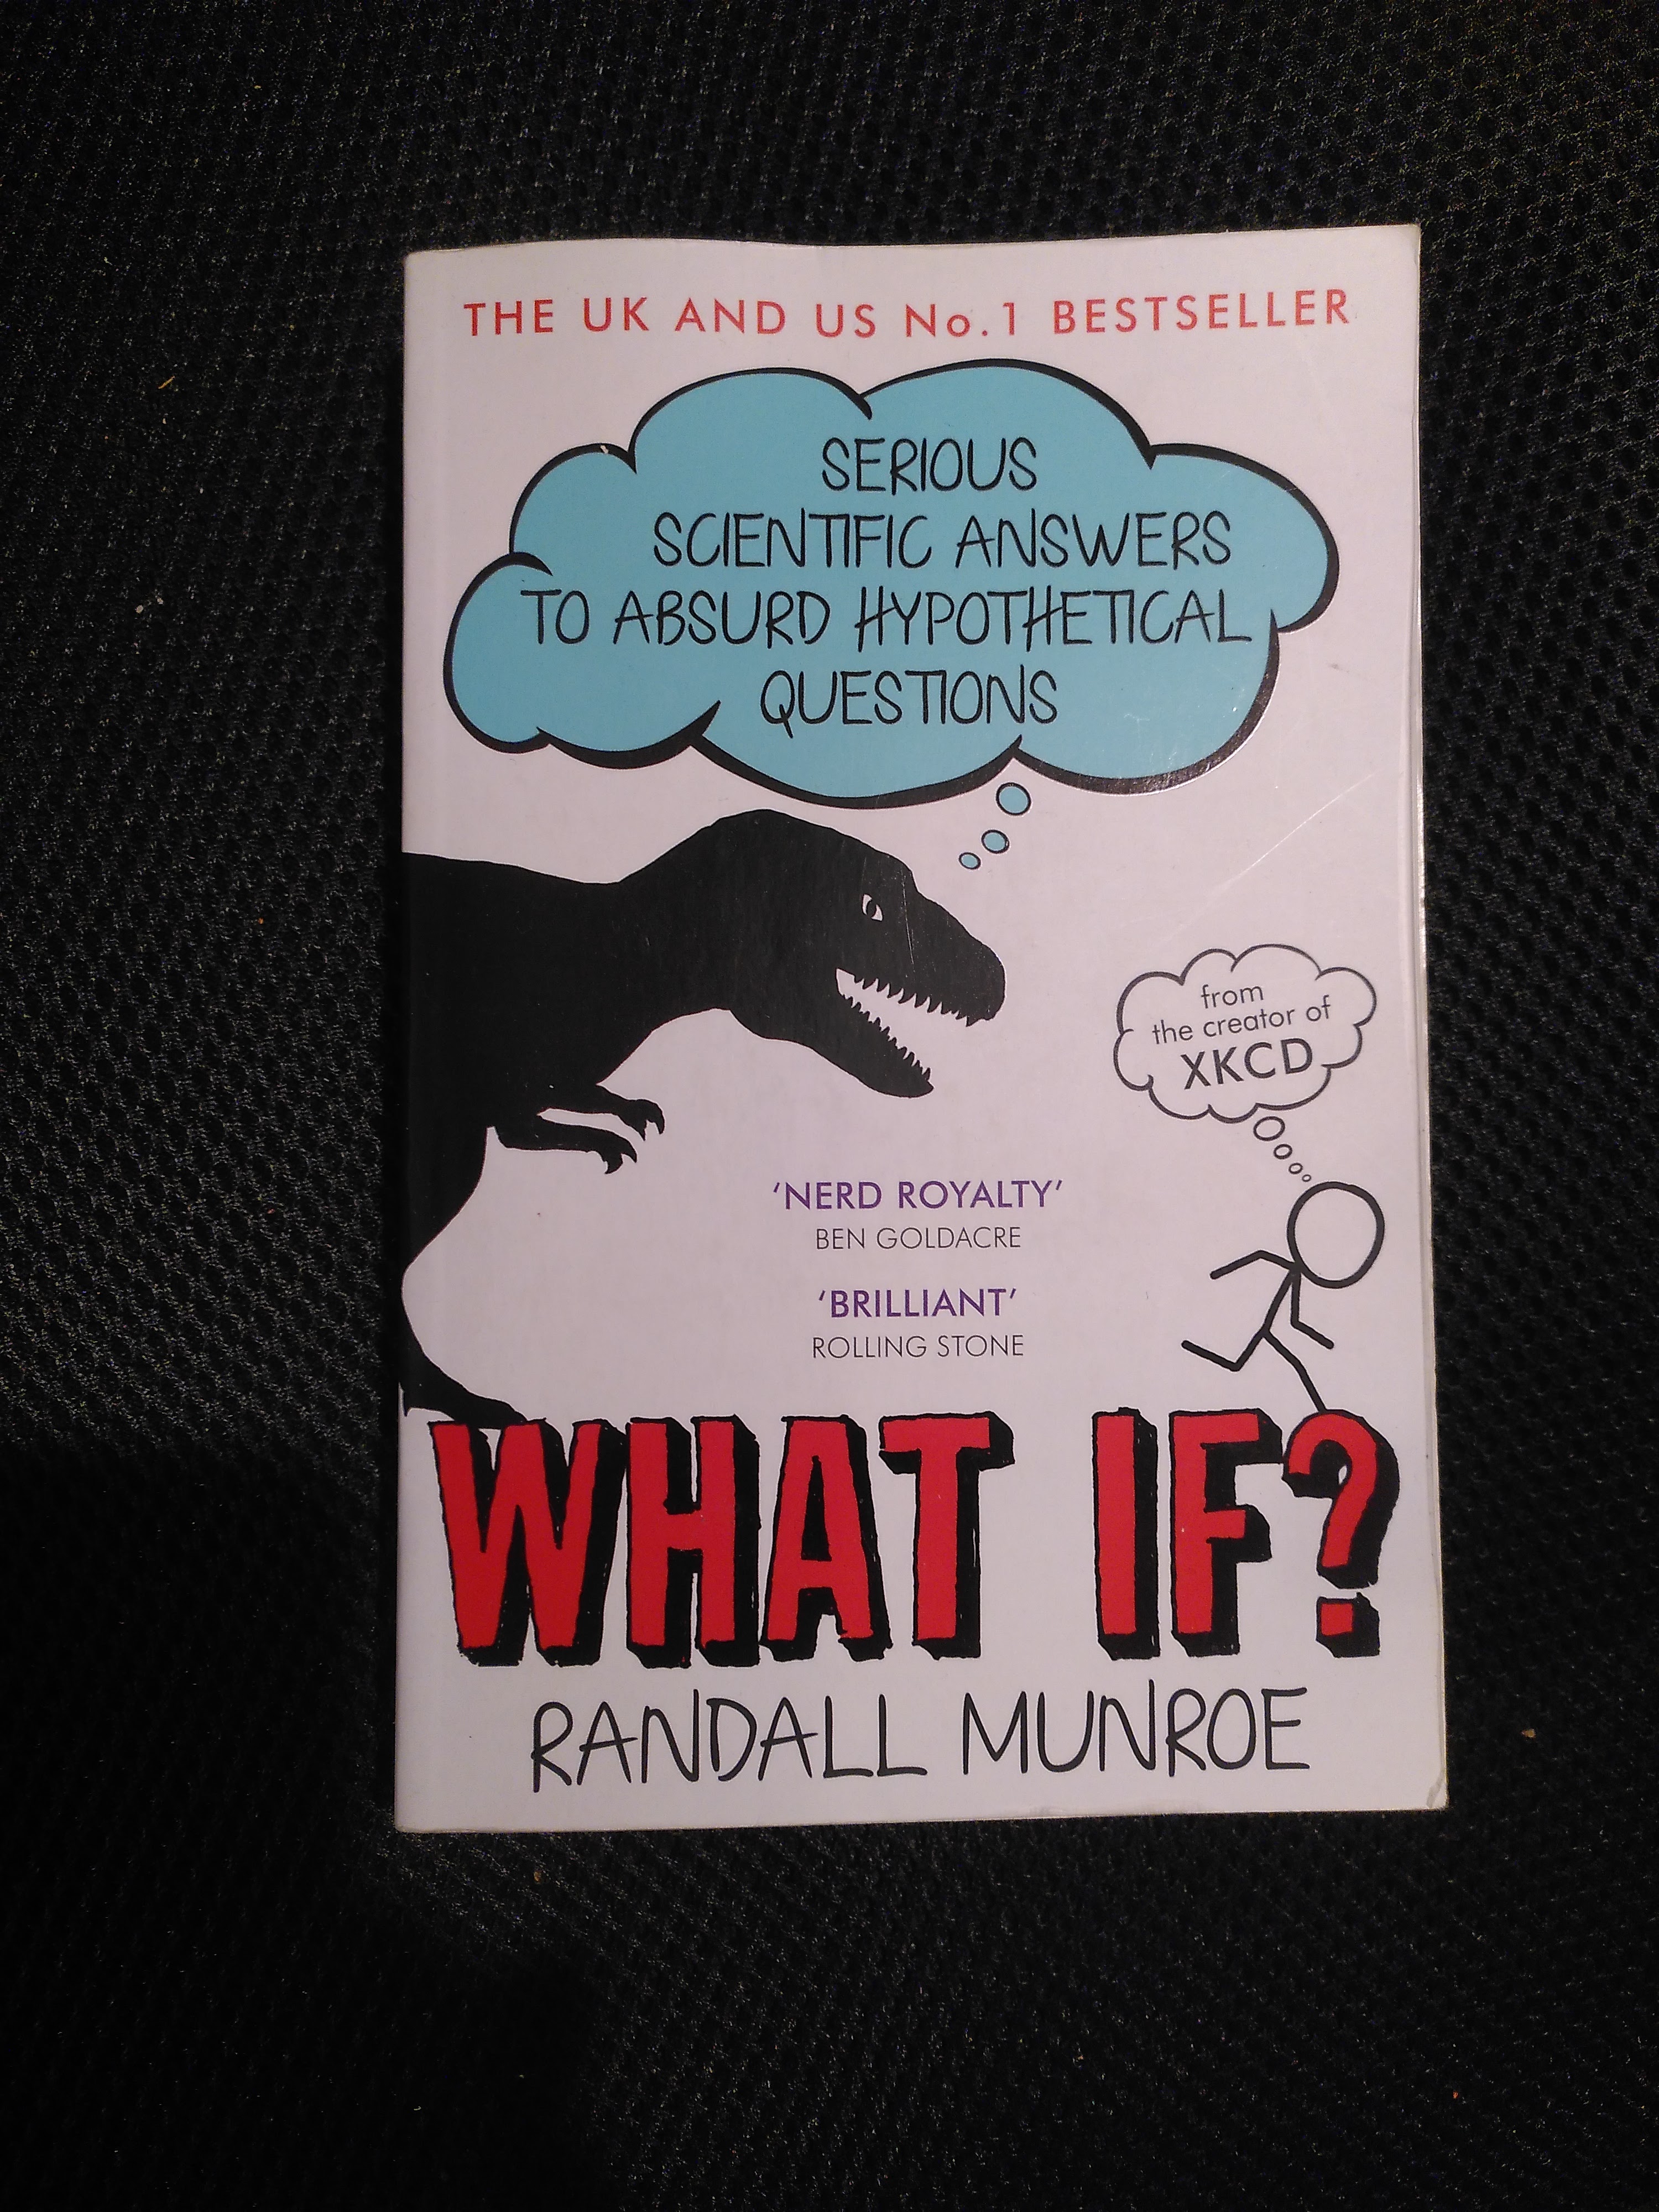 THE UK AND US No.1 BESTSELLER
SERIOUS
SCIENTIFIC ANSWERS
TO ABSURD HYPOTHETICAL
QUESTIONS
from
the creator of
XKCD
'NERD ROYALTY'
BEN GOLDACRE
'BRILLIANT'
ROLLING STONE
WHAT IF?
RANDALL MUNROE